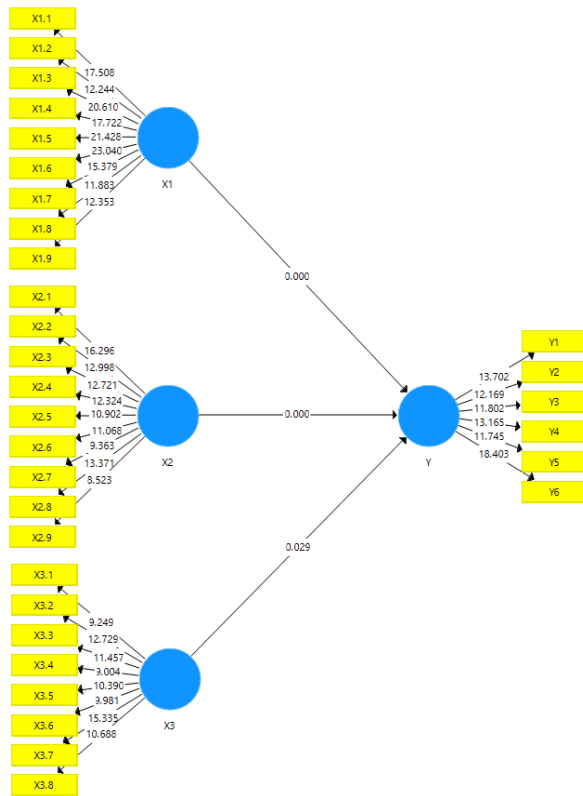 X1.1
X1.2
X1.3
X1.4
X1.5
X1.6
X1.7
X1.8
X1.9
17.508
12.244
20.610
17.722
21.428
23.040
15.379
11.883
12.353
X1
0.000
X2.1
X2.2
X2.3
X2.4
X2.5
X2.6
X2.7
X2.8
X2.9
16.296
12.998
12.721
12.324
10.902
11.068
9.363
13.371
8.523
X2
0.000
X3.1
X3.2
X3.3
X3.4
X3.5
X3.6
X3.7
X3.8
9.249
12.729
11.457
9.004
10.390
9.981
15.335
10.688
X3
0.029
Y
13.702
12.169
11.802
13.165
11.745
18.403
Y1
Y2
Y3
Y4
Y5
Y6